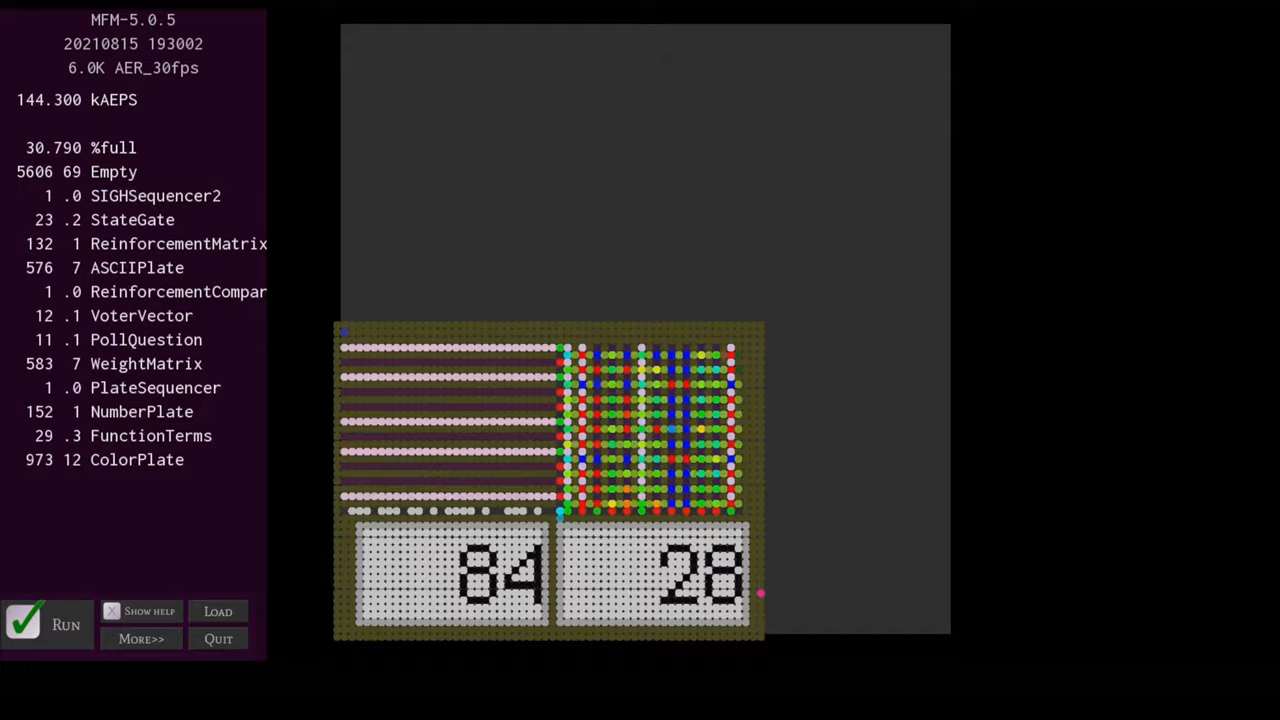 MFM-5.0.5
20210815 193002
6.0K AER_30fps
144.300 kAEPS
30.790 %full
5606 69 Empty
1 .0 SIGHSequencer2
23 .2 StateGate
132 1 ReinforcementMatrix
576 7 ASCIIPlate
1 .0 ReinforcementCompar
12 .1 VoterVector
11 .1 PollQuestion
583 7 WeightMatrix
1 .0 PlateSequencer
152 1 NumberPlate
29 .3 FunctionTerms
973 12 ColorPlate
84 28
Run
X Show help
Load
More>>
Quit